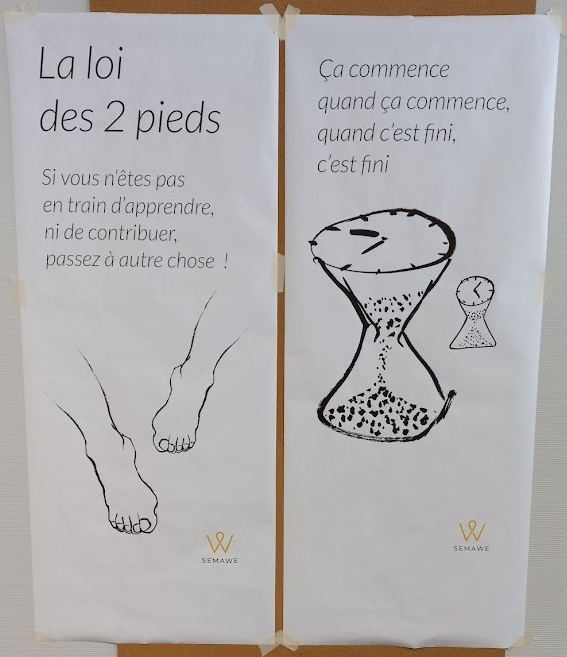 La loi
des 2 pieds
Si vous n'êtes pas
en train d'apprendre,
ni de contribuer,
passez à autre chose !
SEMAWE
Ça commence
quand ça commence,
quand c'est fini,
c'est fini
SEMAWE